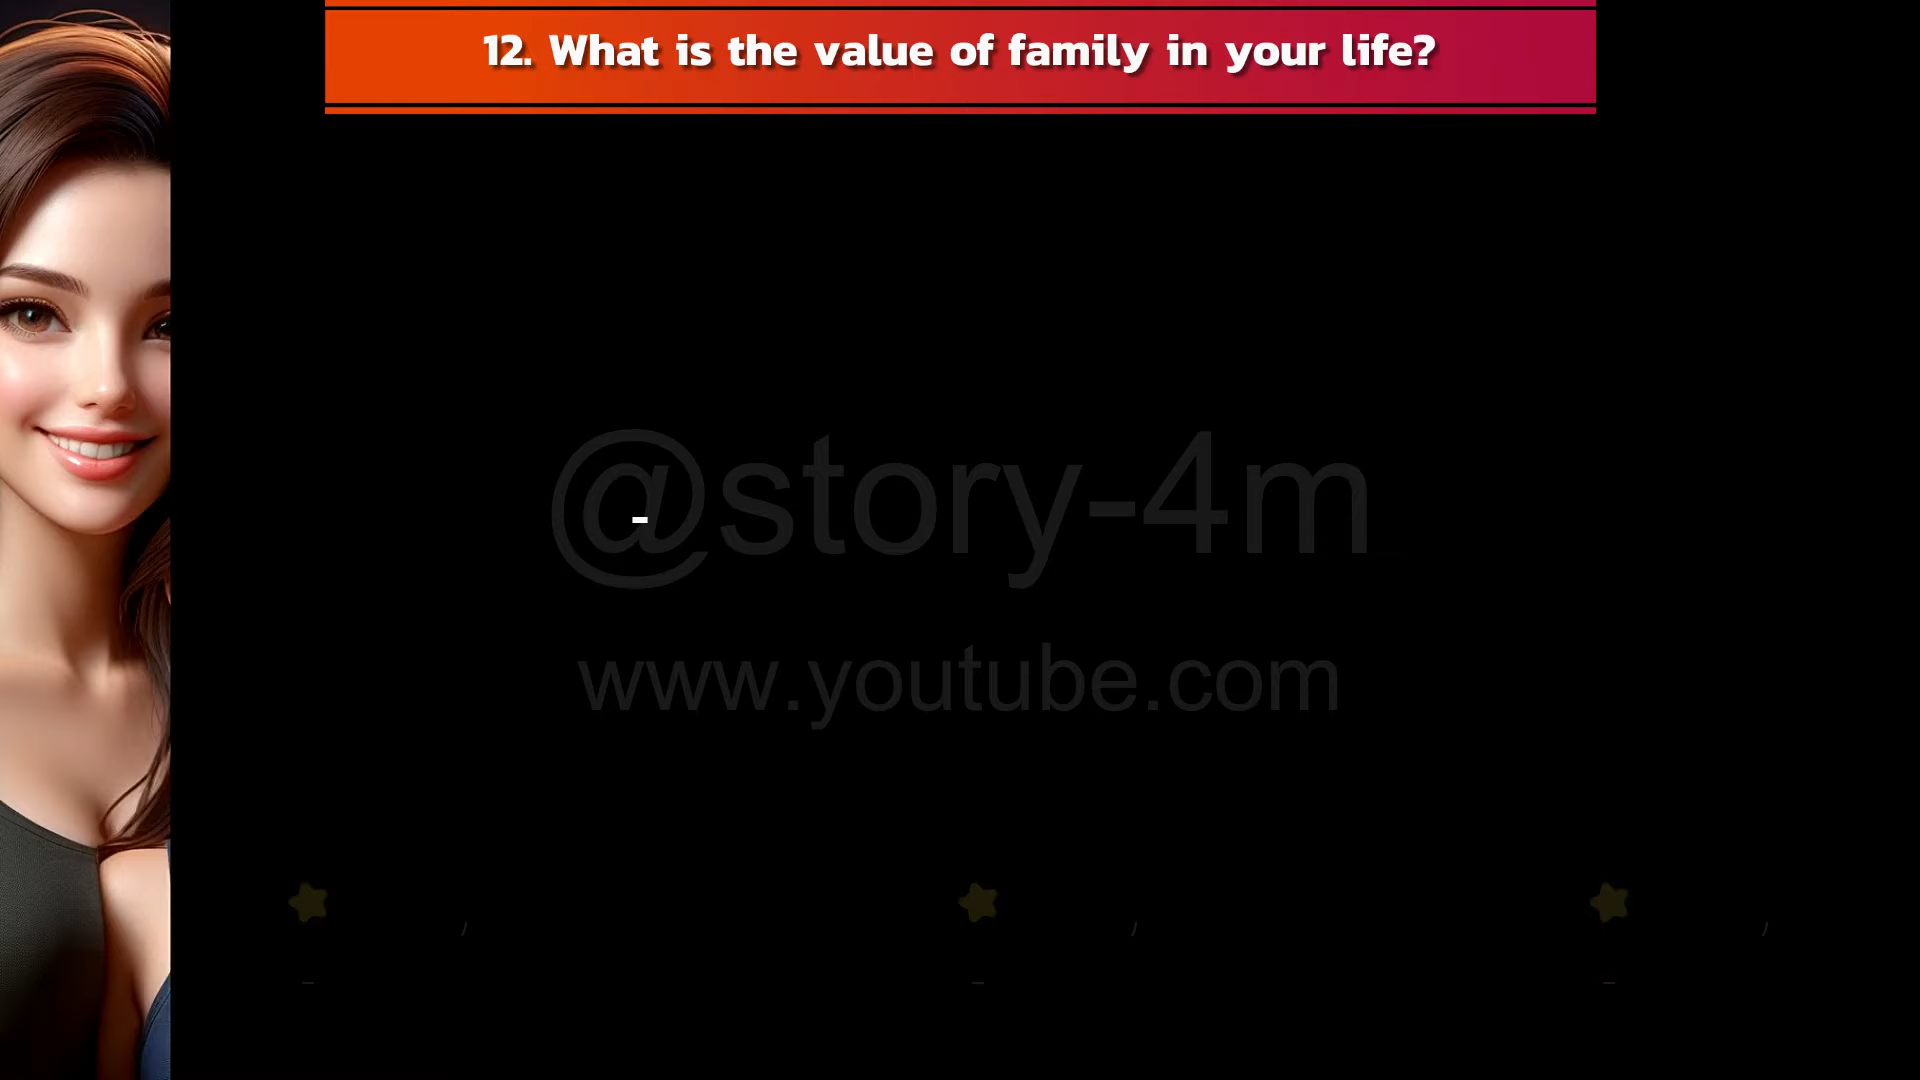 12. What is the value of family in your life?
@story-4m
-
www.youtube.com
/ / /
- - -